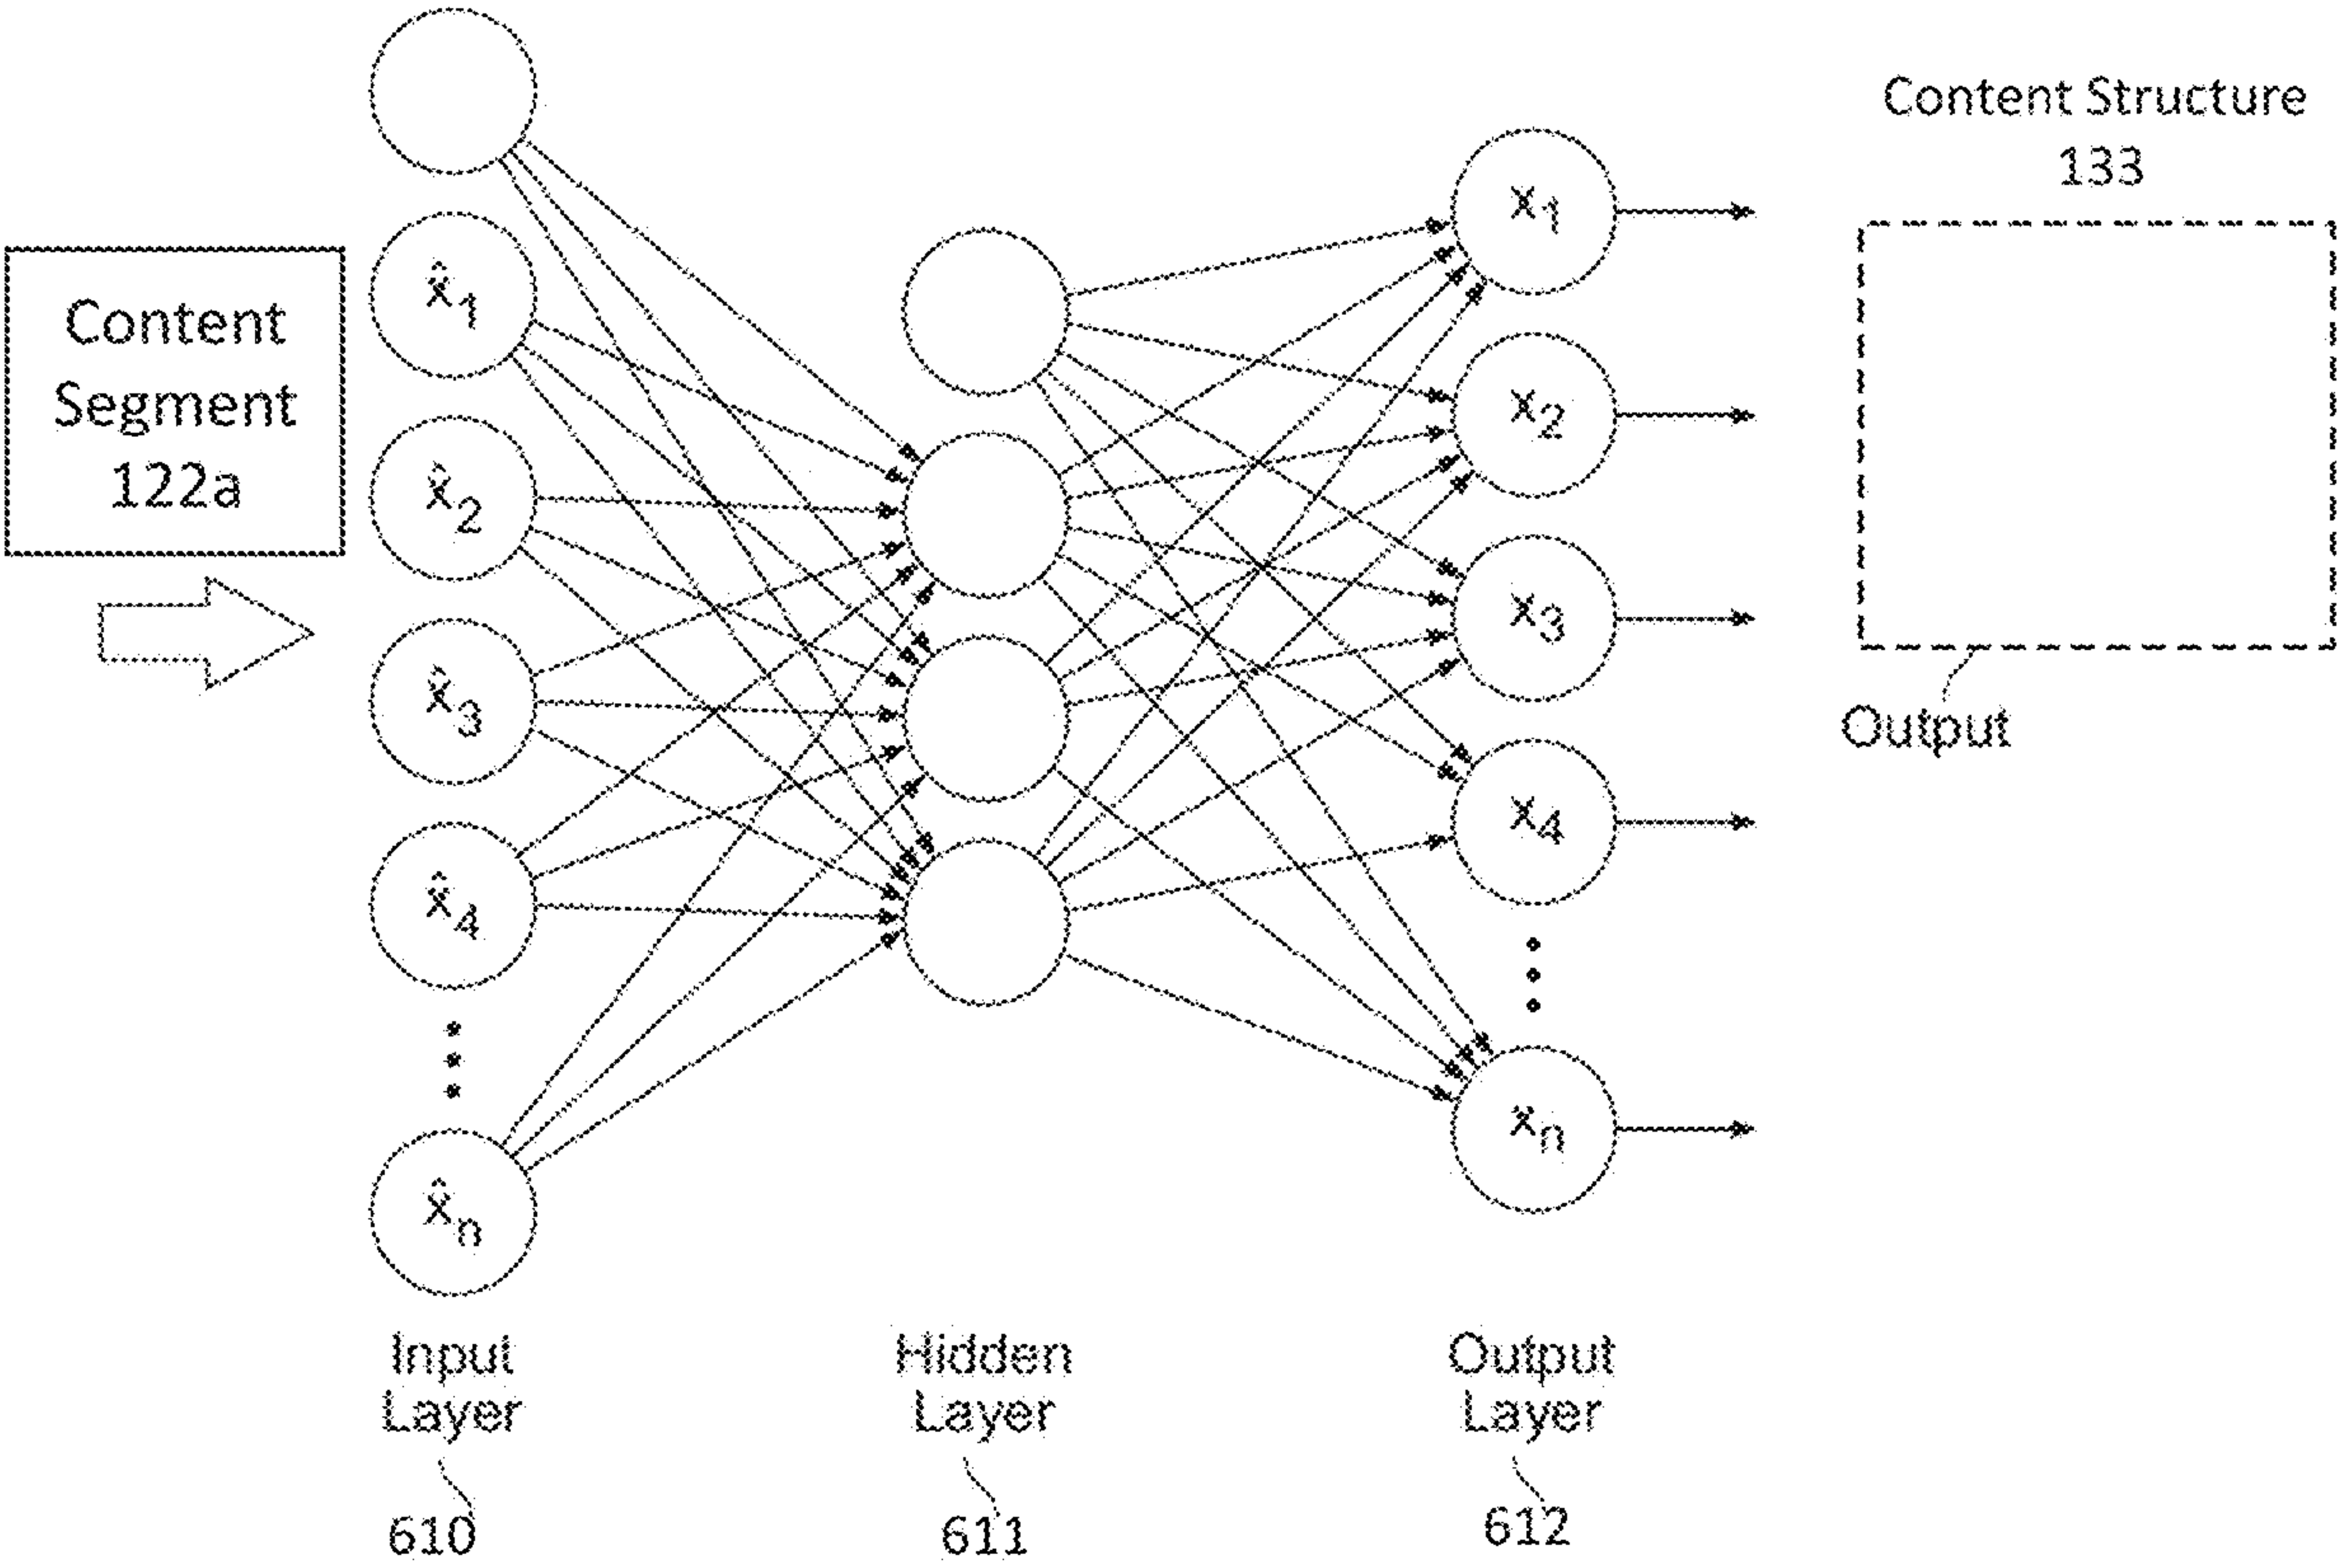 Content
Segment
122a
x̂1
x̂2
x̂3
x̂4
x̂n
x1
x2
x3
x4
xn
Content Structure
133
Output
Input
Layer
610
Hidden
Layer
611
Output
Layer
612